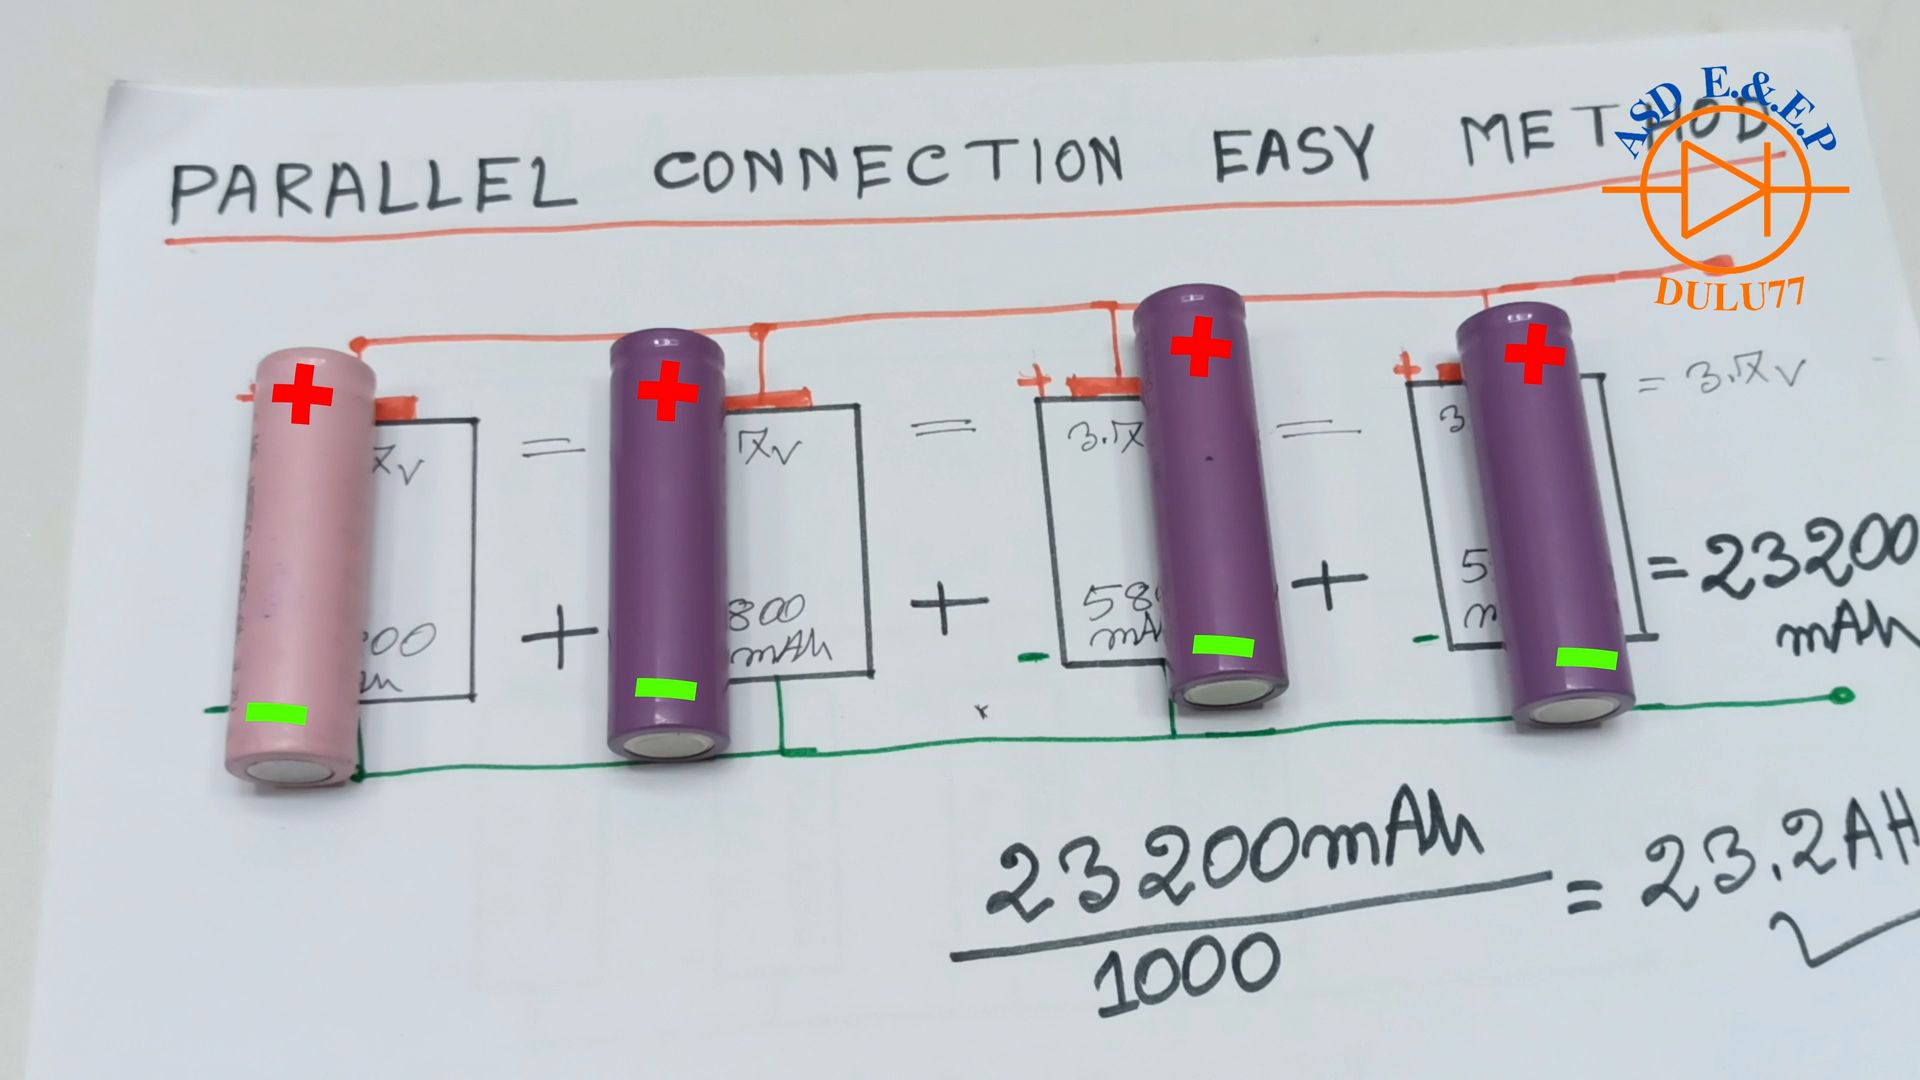 ASD E.&.E.P
PARALLEL CONNECTION EASY METHOD
DULU77
+ + + +
= 3.7V
7V = 7V = 3.7 = 3
800 mAh + 58 mAh + 5 m = 23200 mAh
- - - -
23200mAh
1000
= 23.2AH